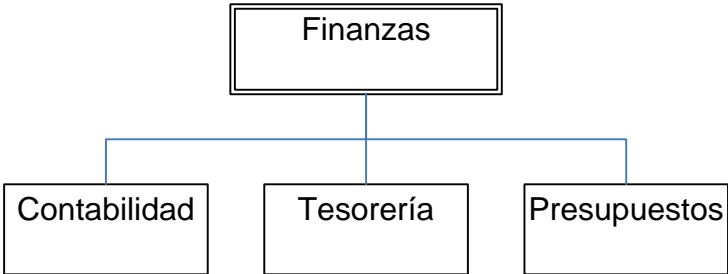 Finanzas
Contabilidad
Tesorería
Presupuestos